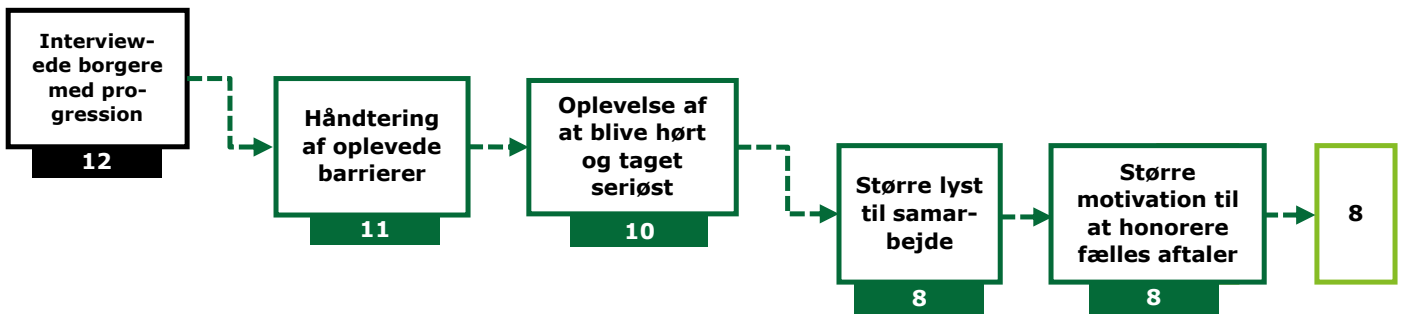 Interview-
ede borgere
med pro-
gression
12
Håndtering
af oplevede
barrierer
11
Oplevelse af
at blive hørt
og taget
seriøst
10
Større lyst
til samar-
bejde
8
Større
motivation til
at honorere
fælles aftaler
8
8